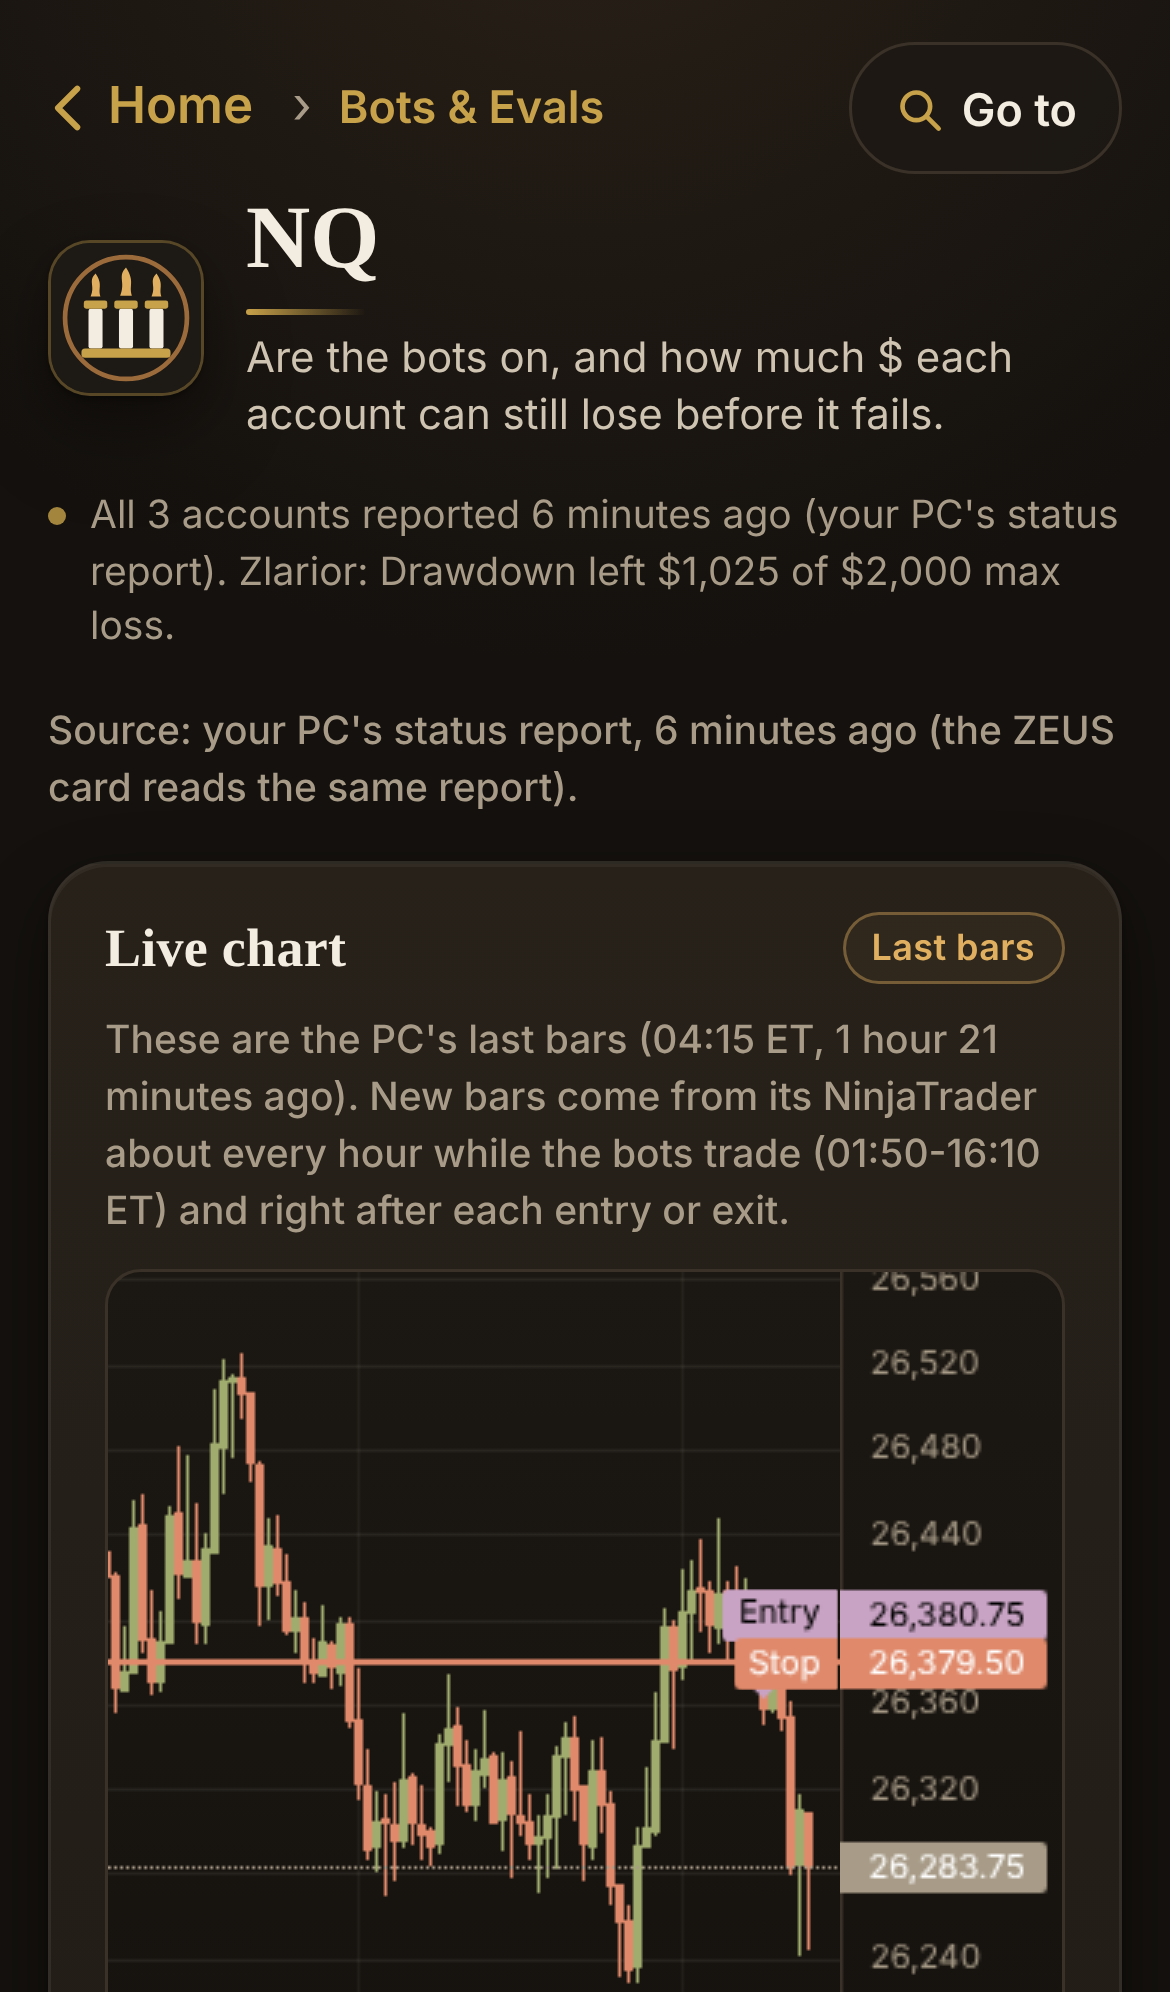 Home › Bots & Evals
Go to
NQ
Are the bots on, and how much $ each
account can still lose before it fails.
All 3 accounts reported 6 minutes ago (your PC's status
report). Zlarior: Drawdown left $1,025 of $2,000 max
loss.
Source: your PC's status report, 6 minutes ago (the ZEUS
card reads the same report).
Live chart
Last bars
These are the PC's last bars (04:15 ET, 1 hour 21
minutes ago). New bars come from its NinjaTrader
about every hour while the bots trade (01:50-16:10
ET) and right after each entry or exit.
26,560
26,520
26,480
26,440
Entry 26,380.75
Stop 26,379.50
26,360
26,320
26,283.75
26,240